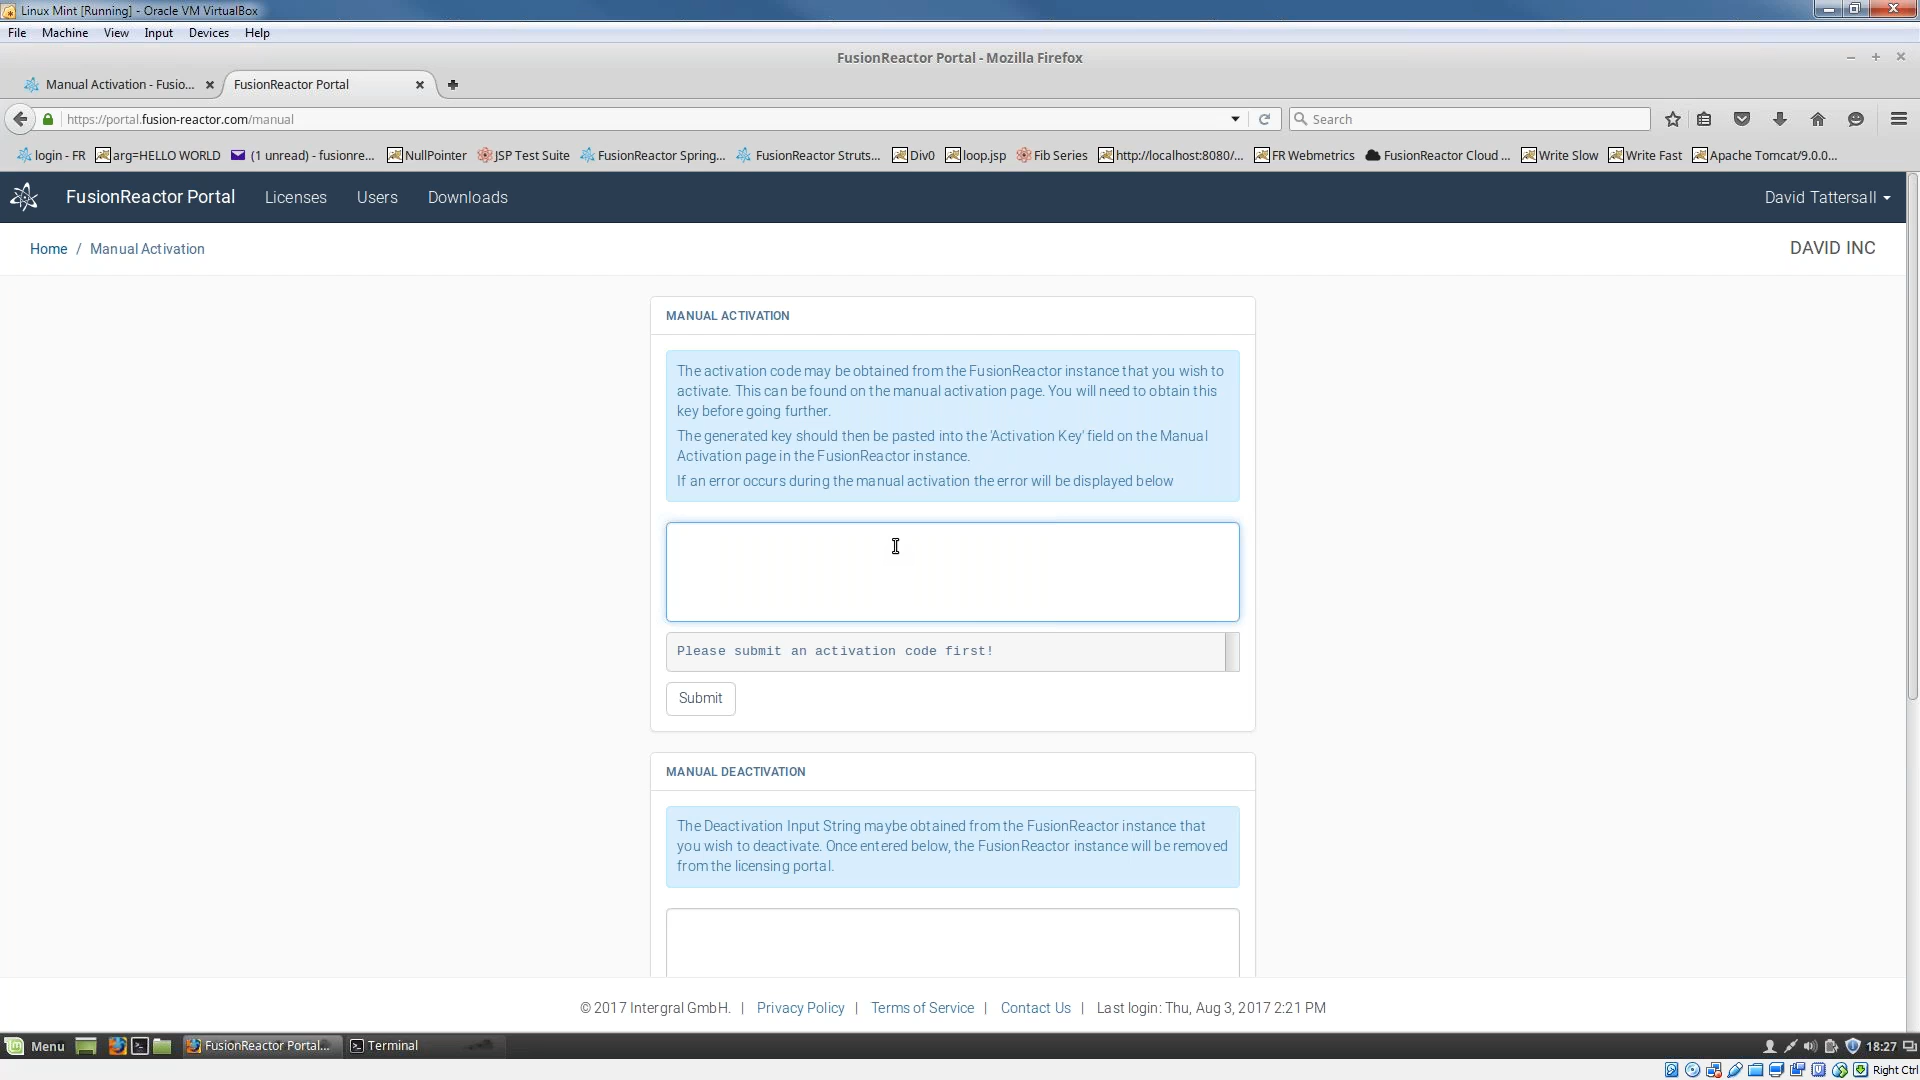 Linux Mint [Running] - Oracle VM VirtualBox
File Machine View Input Devices Help
FusionReactor Portal - Mozilla Firefox
Manual Activation - Fusio... FusionReactor Portal
https://portal.fusion-reactor.com/manual Search
login - FR arg=HELLO WORLD (1 unread) - fusionre... NullPointer JSP Test Suite FusionReactor Spring... FusionReactor Struts... Div0 loop.jsp Fib Series http://localhost:8080/... FR Webmetrics FusionReactor Cloud ... Write Slow Write Fast Apache Tomcat/9.0.0...
FusionReactor Portal Licenses Users Downloads David Tattersall
Home / Manual Activation DAVID INC
MANUAL ACTIVATION
The activation code may be obtained from the FusionReactor instance that you wish to
activate. This can be found on the manual activation page. You will need to obtain this
key before going further.
The generated key should then be pasted into the 'Activation Key' field on the Manual
Activation page in the FusionReactor instance.
If an error occurs during the manual activation the error will be displayed below
Please submit an activation code first!
Submit
MANUAL DEACTIVATION
The Deactivation Input String maybe obtained from the FusionReactor instance that
you wish to deactivate. Once entered below, the FusionReactor instance will be removed
from the licensing portal.
© 2017 Intergral GmbH. | Privacy Policy | Terms of Service | Contact Us | Last login: Thu, Aug 3, 2017 2:21 PM
Menu FusionReactor Portal... Terminal 18:27
Right Ctrl